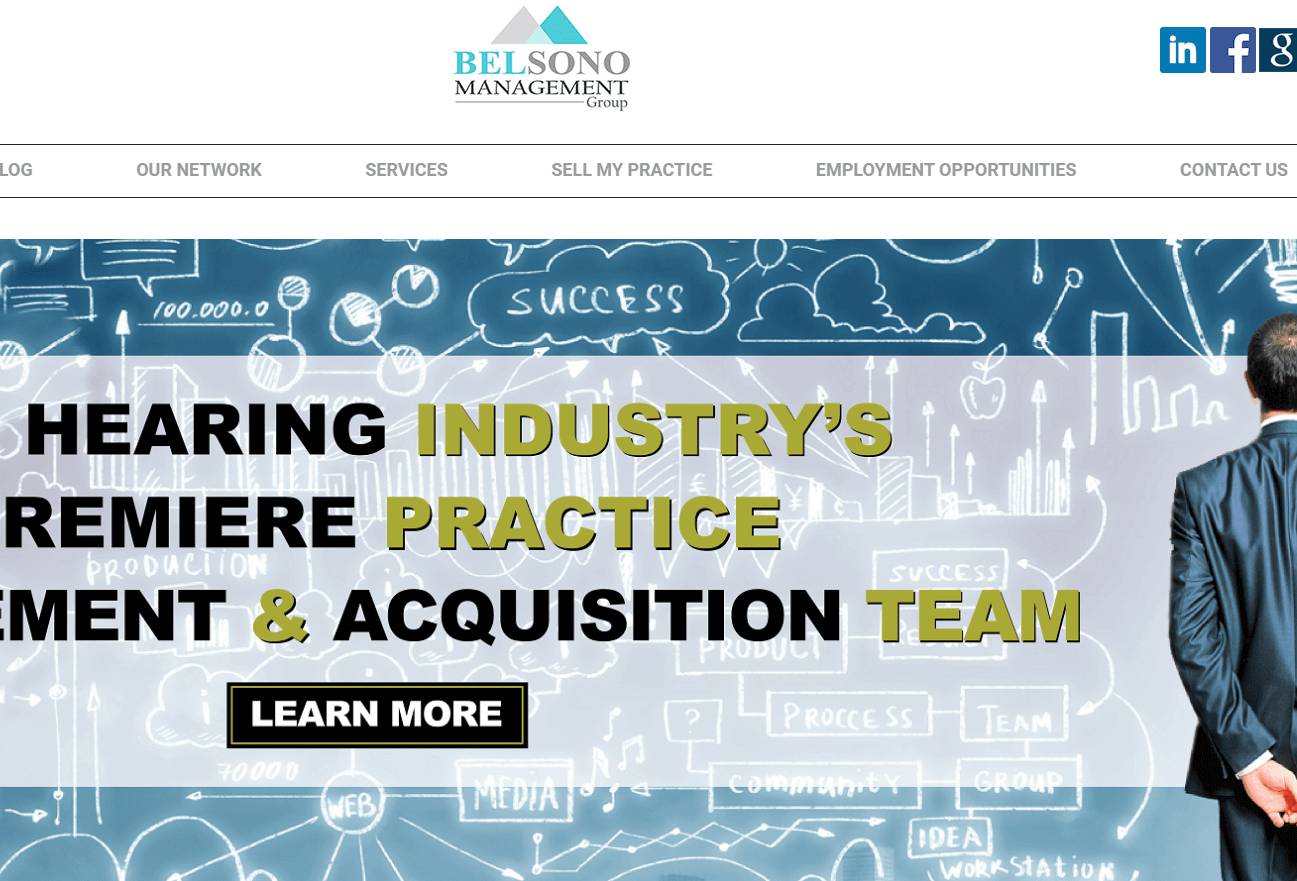 BELSONO
MANAGEMENT
Group
in f g
LOG OUR NETWORK SERVICES SELL MY PRACTICE EMPLOYMENT OPPORTUNITIES CONTACT US
100.000.0
SUCCESS
HEARING INDUSTRY'S
REMIERE PRACTICE
PRODUCTION
SUCCESS
EMENT & ACQUISITION TEAM
PRODUCT
LEARN MORE
? PROCCESS TEAM
70000
MEDIA community GROUP
WEB
IDEA
WORKSTATION